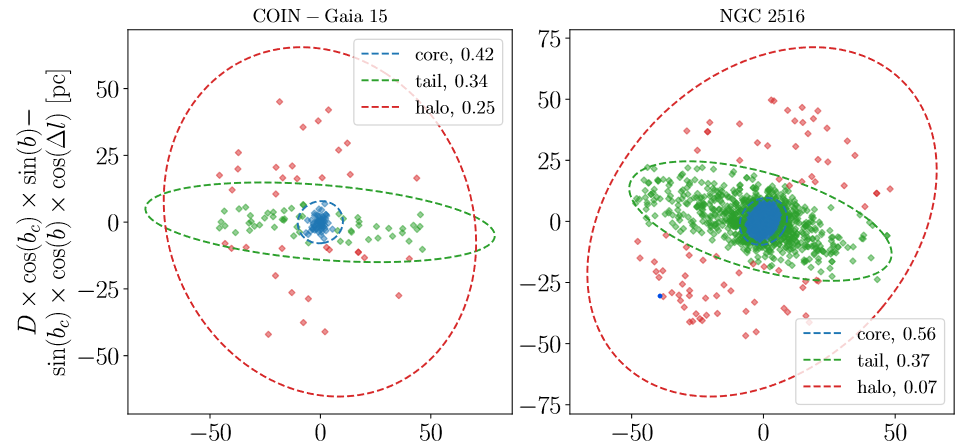 COIN – Gaia 15
NGC 2516
D × cos(b_c) × sin(b)−
sin(b_c) × cos(b) × cos(Δl) [pc]
50
25
0
−25
−50
−50
0
50
core, 0.42
tail, 0.34
halo, 0.25
75
50
25
0
−25
−50
−75
−50
0
50
core, 0.56
tail, 0.37
halo, 0.07